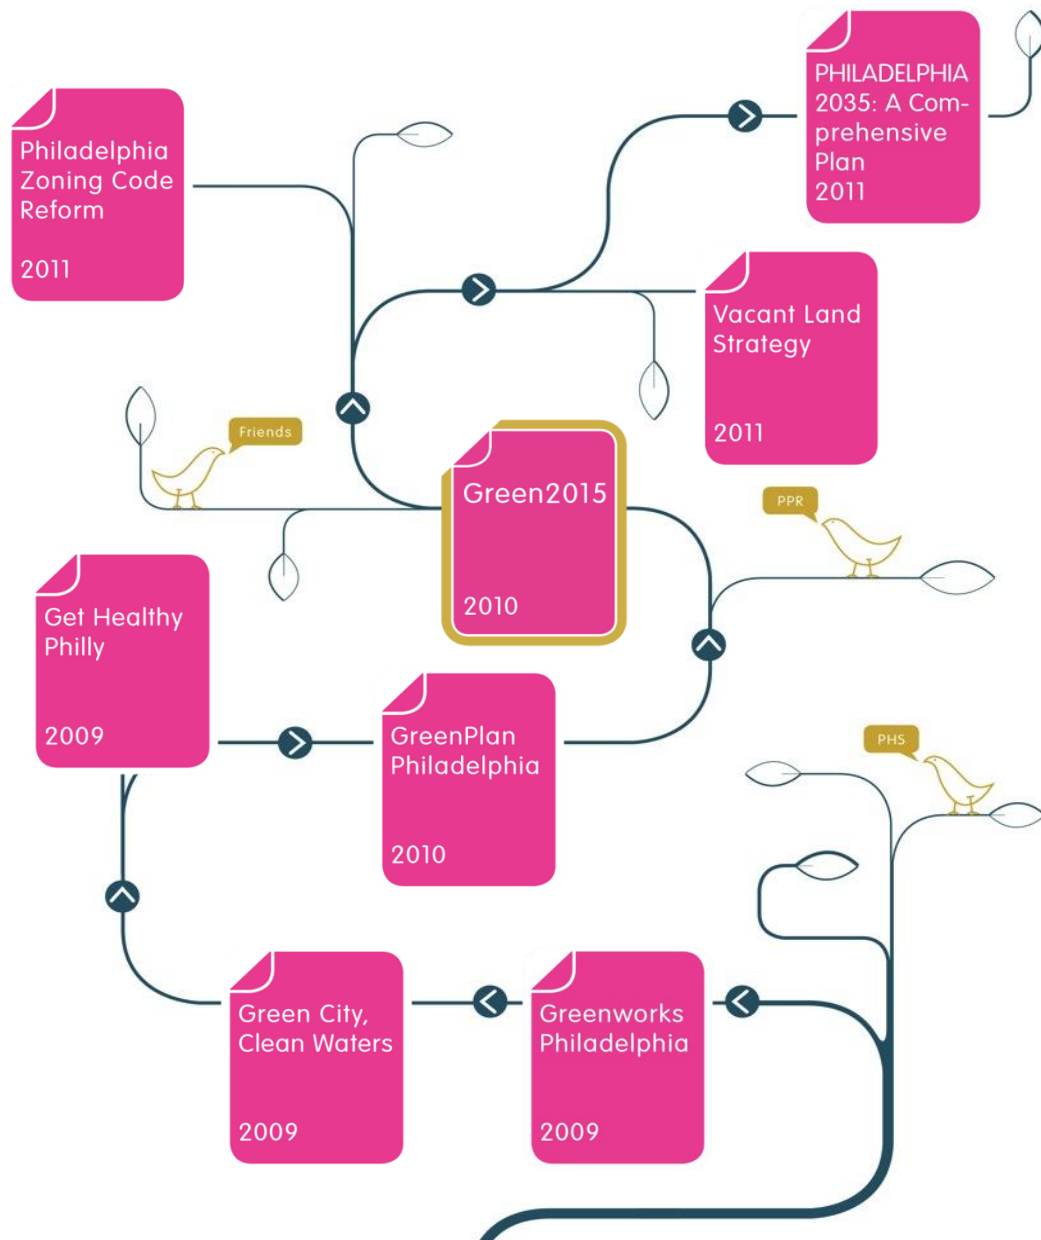 PHILADELPHIA
2035: A Com-
prehensive
Plan
2011
Philadelphia
Zoning Code
Reform
2011
Vacant Land
Strategy
2011
Friends
Green2015
2010
PPR
Get Healthy
Philly
2009
GreenPlan
Philadelphia
2010
PHS
Green City,
Clean Waters
2009
Greenworks
Philadelphia
2009